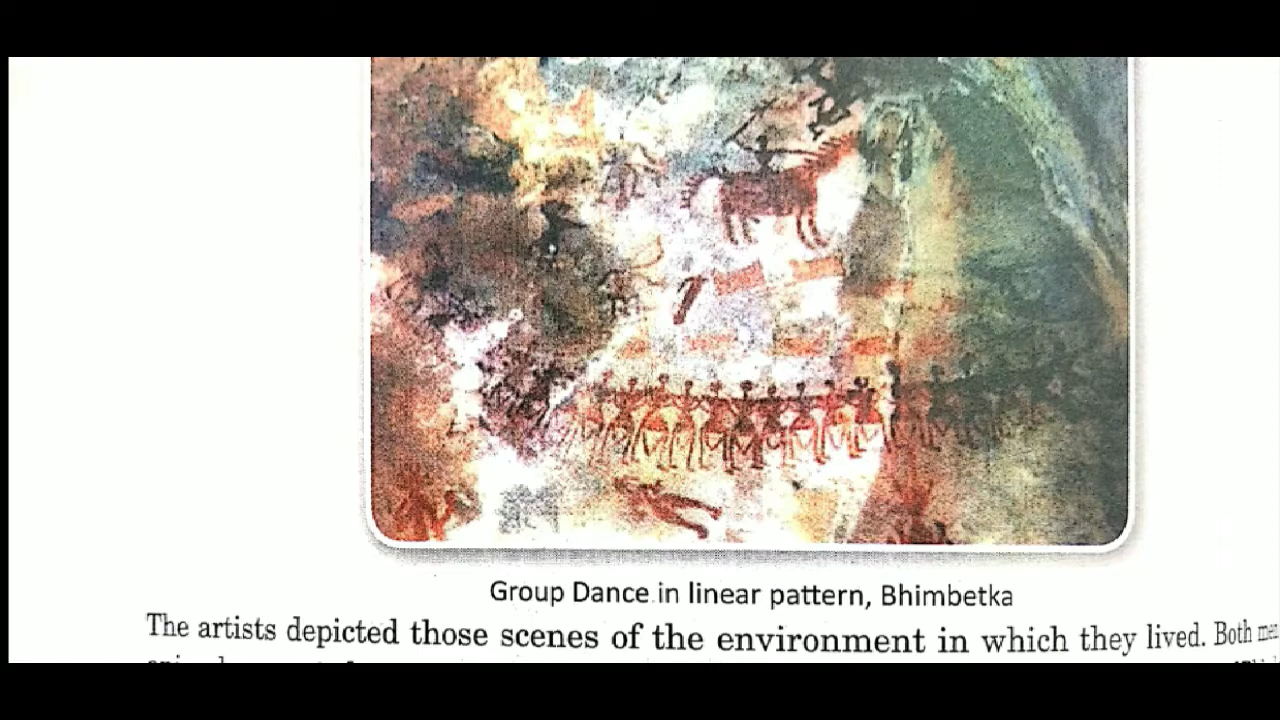 Group Dance in linear pattern, Bhimbetka
The artists depicted those scenes of the environment in which they lived. Both